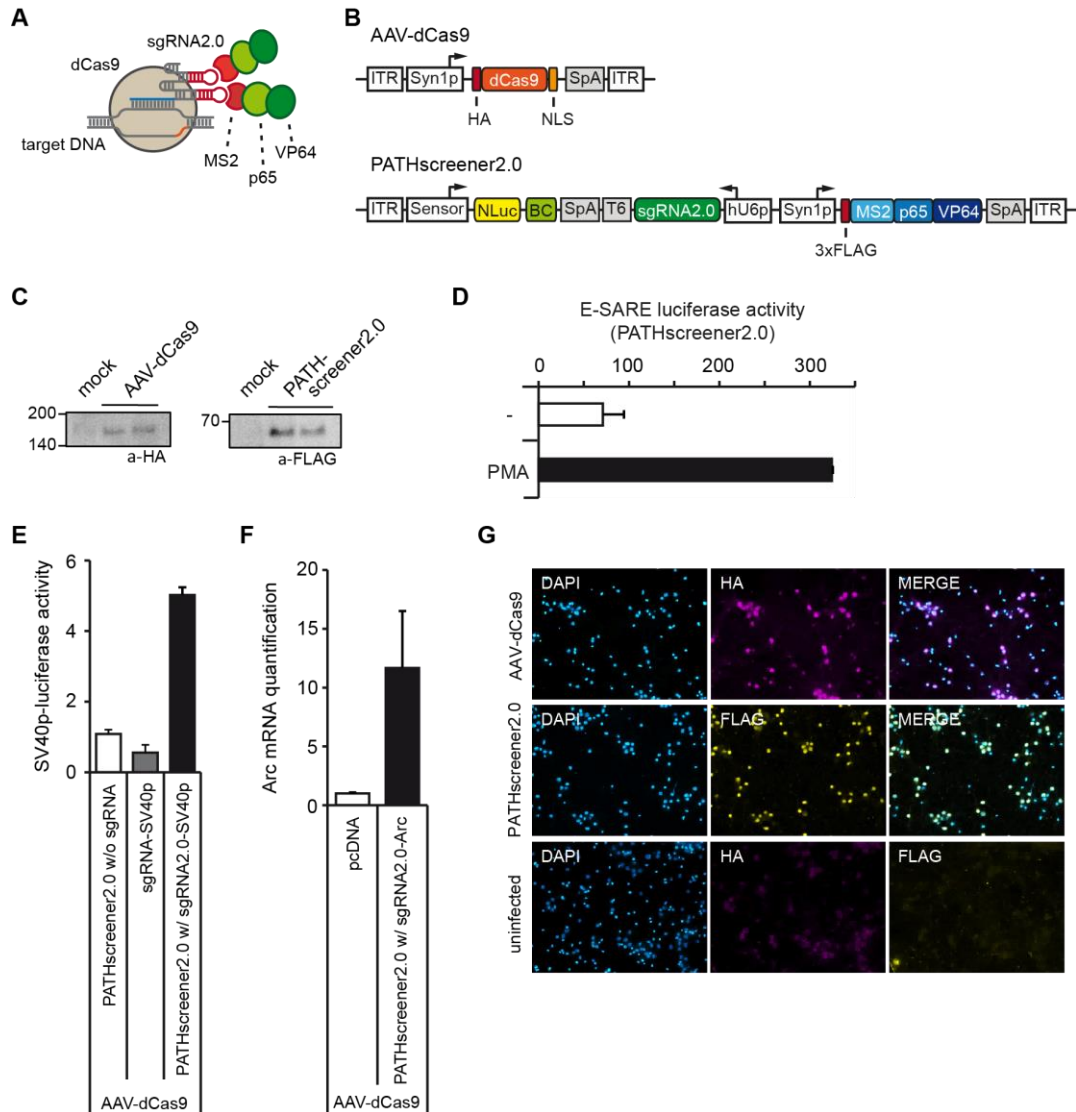 A
sgRNA2.0
dCas9
target DNA
MS2
p65
VP64
B
AAV-dCas9
ITR Syn1p dCas9 SpA ITR
HA NLS
PATHscreener2.0
ITR Sensor NLuc BC SpA T6 sgRNA2.0 hU6p Syn1p MS2 p65 VP64 SpA ITR
3xFLAG
C
mock AAV-dCas9
200
140
a-HA
mock PATH-screener2.0
70
a-FLAG
D
E-SARE luciferase activity
(PATHscreener2.0)
0 100 200 300
-
PMA
E
SV40p-luciferase activity
6
4
2
0
PATHscreener2.0 w/o sgRNA
sgRNA-SV40p
PATHscreener2.0 w/ sgRNA2.0-SV40p
AAV-dCas9
F
Arc mRNA quantification
20
15
10
5
0
pcDNA
PATHscreener2.0 w/ sgRNA2.0-Arc
AAV-dCas9
G
AAV-dCas9
DAPI HA MERGE
PATHscreener2.0
DAPI FLAG MERGE
uninfected
DAPI HA FLAG